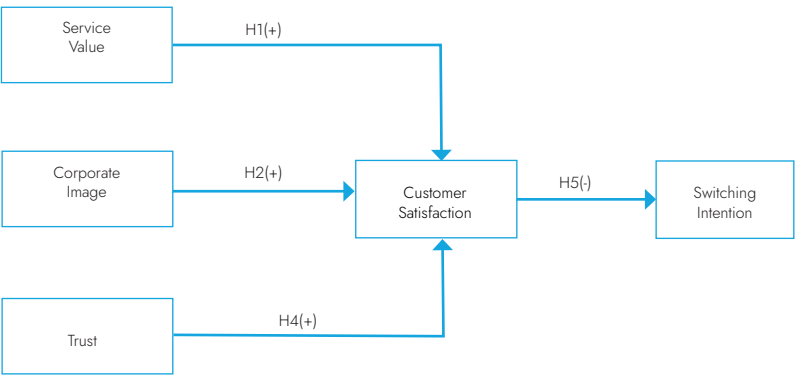 Service
Value
H1(+)
Corporate
Image
H2(+)
Customer
Satisfaction
H5(-)
Switching
Intention
Trust
H4(+)